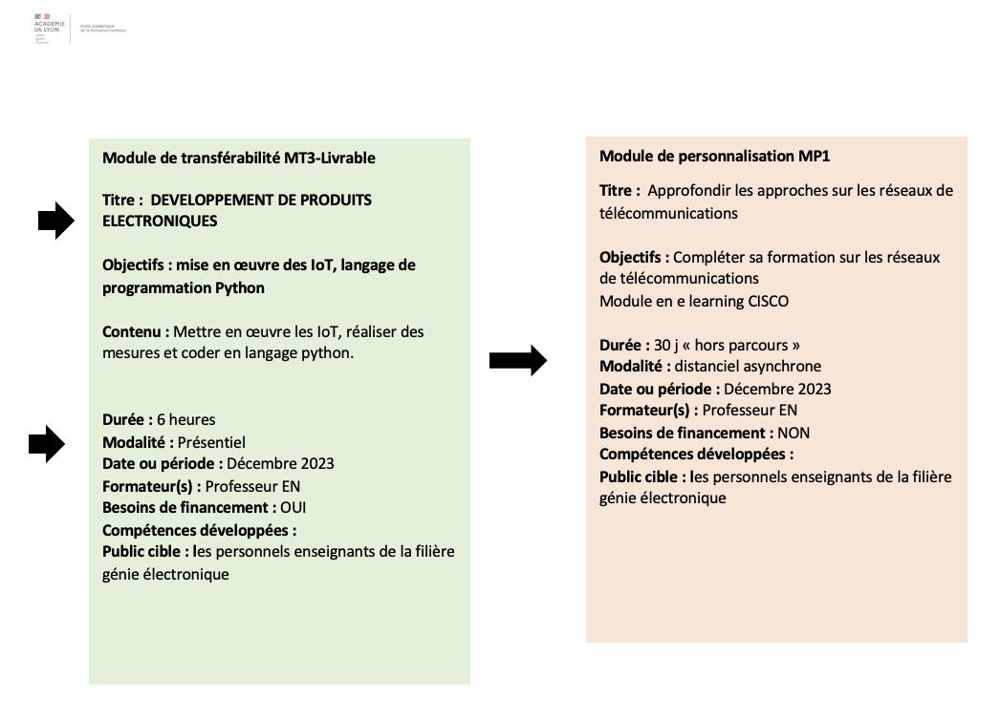 ACADÉMIE
DE LYON
Liberté
Égalité
Fraternité
École académique
de la formation continue
Module de transférabilité MT3-Livrable
Titre : DEVELOPPEMENT DE PRODUITS
ELECTRONIQUES
Objectifs : mise en œuvre des IoT, langage de
programmation Python
Contenu : Mettre en œuvre les IoT, réaliser des
mesures et coder en langage python.
Durée : 6 heures
Modalité : Présentiel
Date ou période : Décembre 2023
Formateur(s) : Professeur EN
Besoins de financement : OUI
Compétences développées :
Public cible : les personnels enseignants de la filière
génie électronique
Module de personnalisation MP1
Titre : Approfondir les approches sur les réseaux de
télécommunications
Objectifs : Compléter sa formation sur les réseaux
de télécommunications
Module en e learning CISCO
Durée : 30 j « hors parcours »
Modalité : distanciel asynchrone
Date ou période : Décembre 2023
Formateur(s) : Professeur EN
Besoins de financement : NON
Compétences développées :
Public cible : les personnels enseignants de la filière
génie électronique